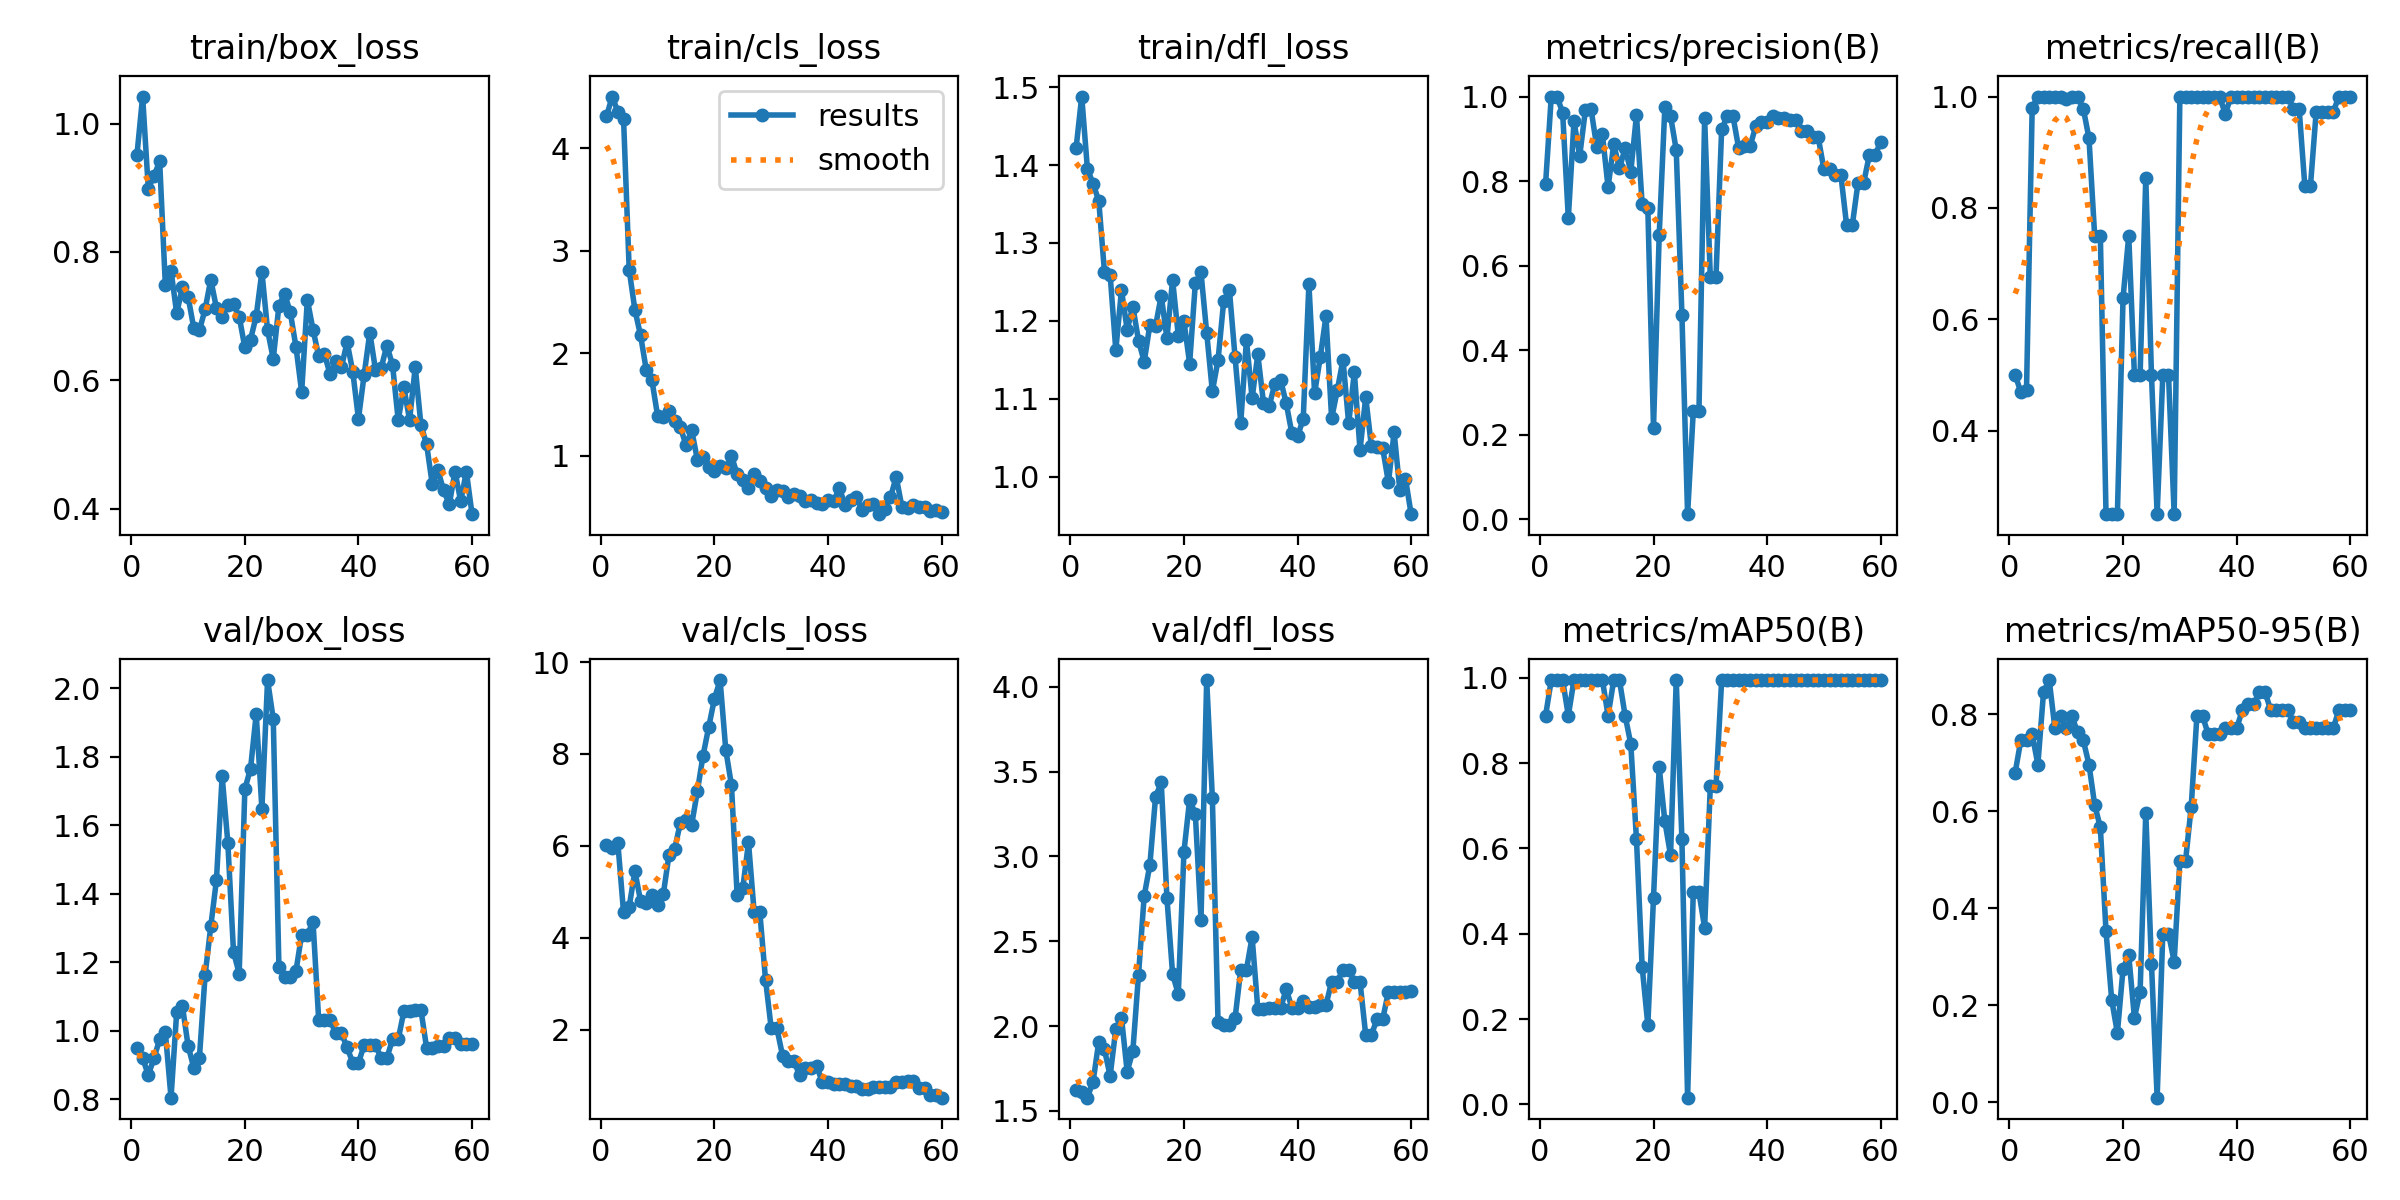 train/box_loss
1.0
0.8
0.6
0.4
0 20 40 60
train/cls_loss
results
smooth
4
3
2
1
0 20 40 60
train/dfl_loss
1.5
1.4
1.3
1.2
1.1
1.0
0 20 40 60
metrics/precision(B)
1.0
0.8
0.6
0.4
0.2
0.0
0 20 40 60
metrics/recall(B)
1.0
0.8
0.6
0.4
0 20 40 60
val/box_loss
2.0
1.8
1.6
1.4
1.2
1.0
0.8
0 20 40 60
val/cls_loss
10
8
6
4
2
0 20 40 60
val/dfl_loss
4.0
3.5
3.0
2.5
2.0
1.5
0 20 40 60
metrics/mAP50(B)
1.0
0.8
0.6
0.4
0.2
0.0
0 20 40 60
metrics/mAP50-95(B)
0.8
0.6
0.4
0.2
0.0
0 20 40 60